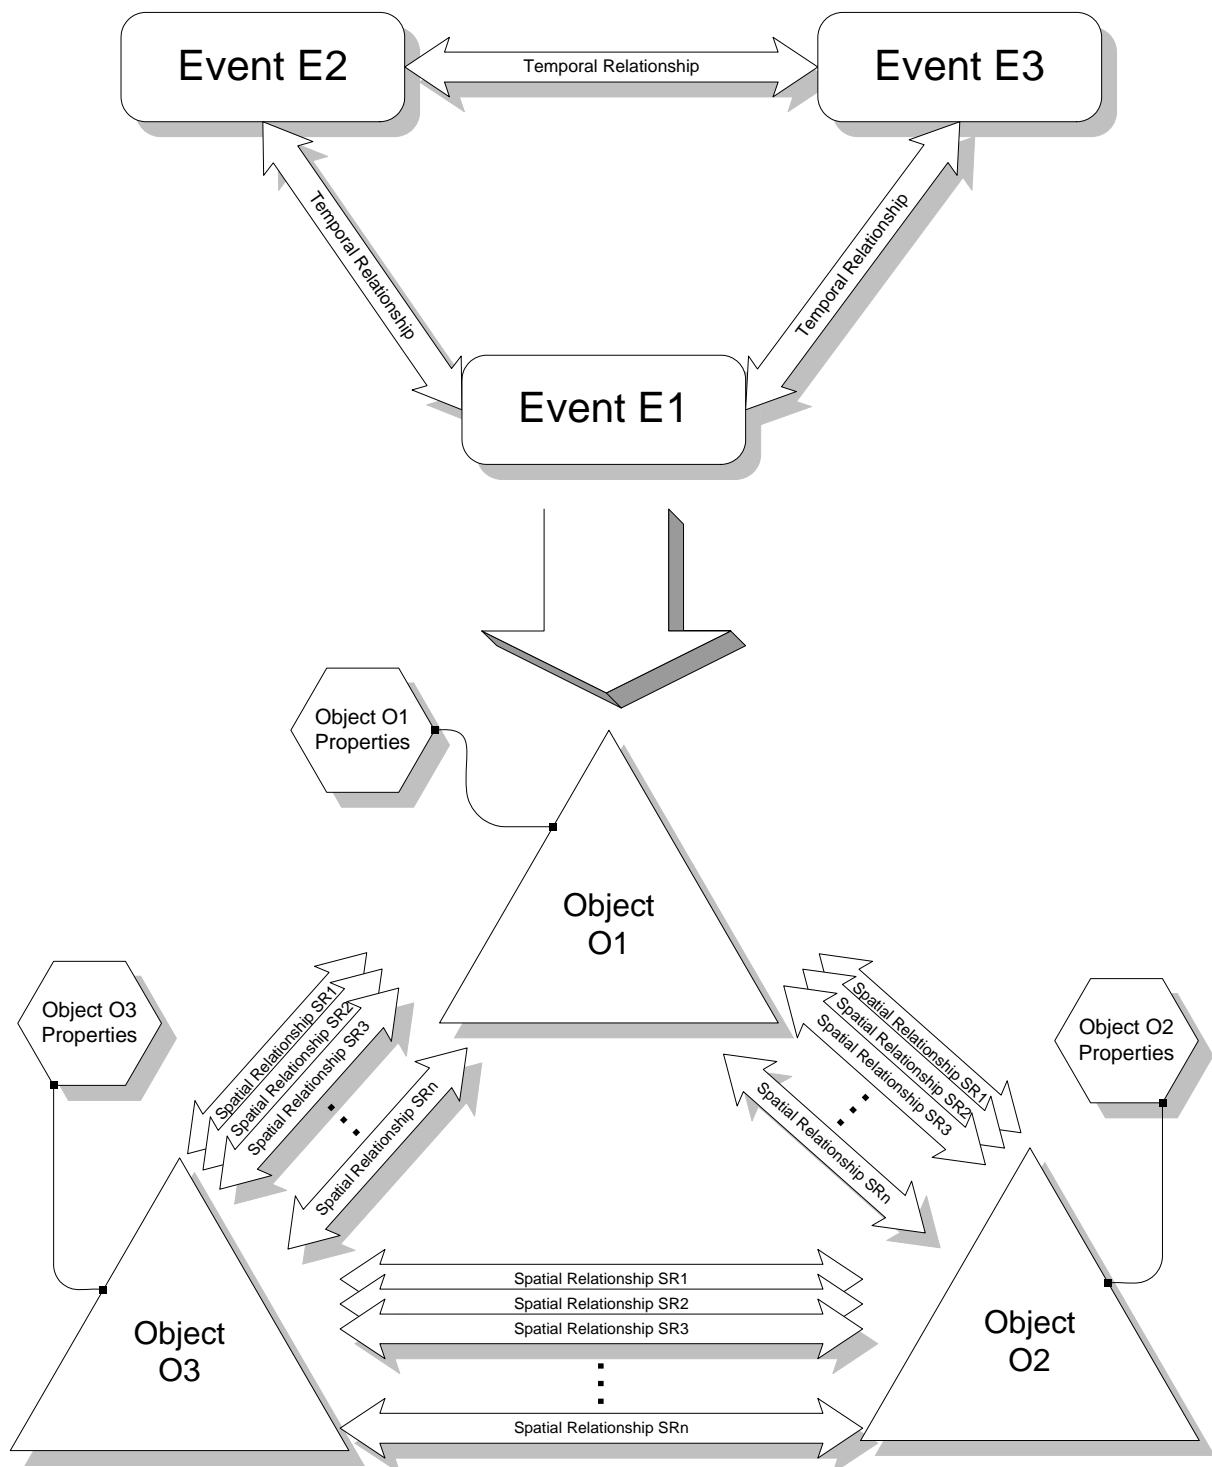 Event E2
Temporal Relationship
Event E3
Temporal Relationship
Temporal Relationship
Event E1
Object O1
Properties
Object
O1
Object O3
Properties
Spatial Relationship SR1
Spatial Relationship SR2
Spatial Relationship SR3
Spatial Relationship SRn
Spatial Relationship SR1
Spatial Relationship SR2
Spatial Relationship SR3
Spatial Relationship SRn
Object O2
Properties
Spatial Relationship SR1
Spatial Relationship SR2
Spatial Relationship SR3
Spatial Relationship SRn
Object
O3
Object
O2